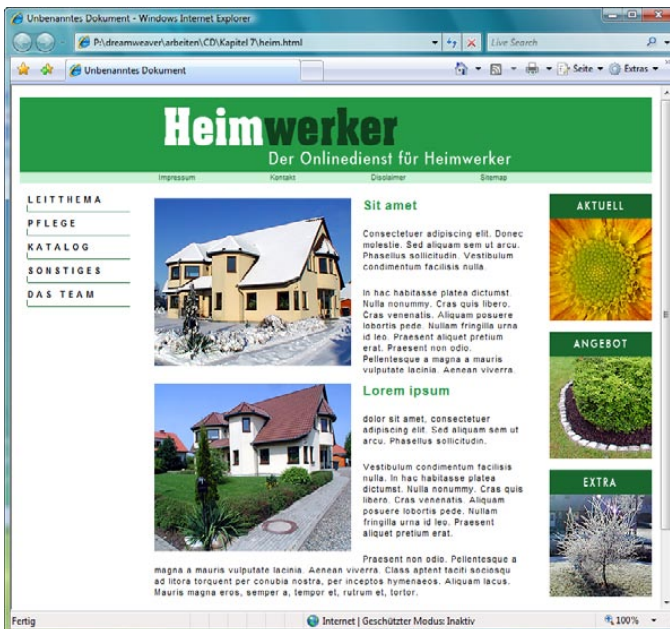 Unbenanntes Dokument - Windows Internet Explorer
P:\dreamweaver\arbeiten\CD\Kapitel 7\heim.html
Live Search
Unbenanntes Dokument
Seite
Extras
Heimwerker
Der Onlinedienst für Heimwerker
Impressum Kontakt Disclaimer Sitemap
LEITTHEMA
PFLEGE
KATALOG
SONSTIGES
DAS TEAM
Sit amet
Consectetuer adipiscing elit. Donec
molestie. Sed aliquam sem ut arcu.
Phasellus sollicitudin. Vestibulum
condimentum facilisis nulla.
In hac habitasse platea dictumst.
Nulla nonummy. Cras quis libero.
Cras venenatis. Aliquam posuere
lobortis pede. Nullam fringilla urna
id leo. Praesent aliquet pretium
erat. Praesent non odio.
Pellentesque a magna a mauris
vulputate lacinia. Aenean viverra.
Lorem ipsum
dolor sit amet, consectetuer
adipiscing elit. Sed aliquam sem ut
arcu. Phasellus sollicitudin.
Vestibulum condimentum facilisis
nulla. In hac habitasse platea
dictumst. Nulla nonummy. Cras quis
libero. Cras venenatis. Aliquam
posuere lobortis pede. Nullam
fringilla urna id leo. Praesent
aliquet pretium erat.
Praesent non odio. Pellentesque a
magna a mauris vulputate lacinia. Aenean viverra. Class aptent taciti sociosqu
ad litora torquent per conubia nostra, per inceptos hymenaeos. Aliquam lacus.
Mauris magna eros, semper a, tempor et, rutrum et, tortor.
AKTUELL
ANGEBOT
EXTRA
Fertig
Internet | Geschützter Modus: Inaktiv
100%